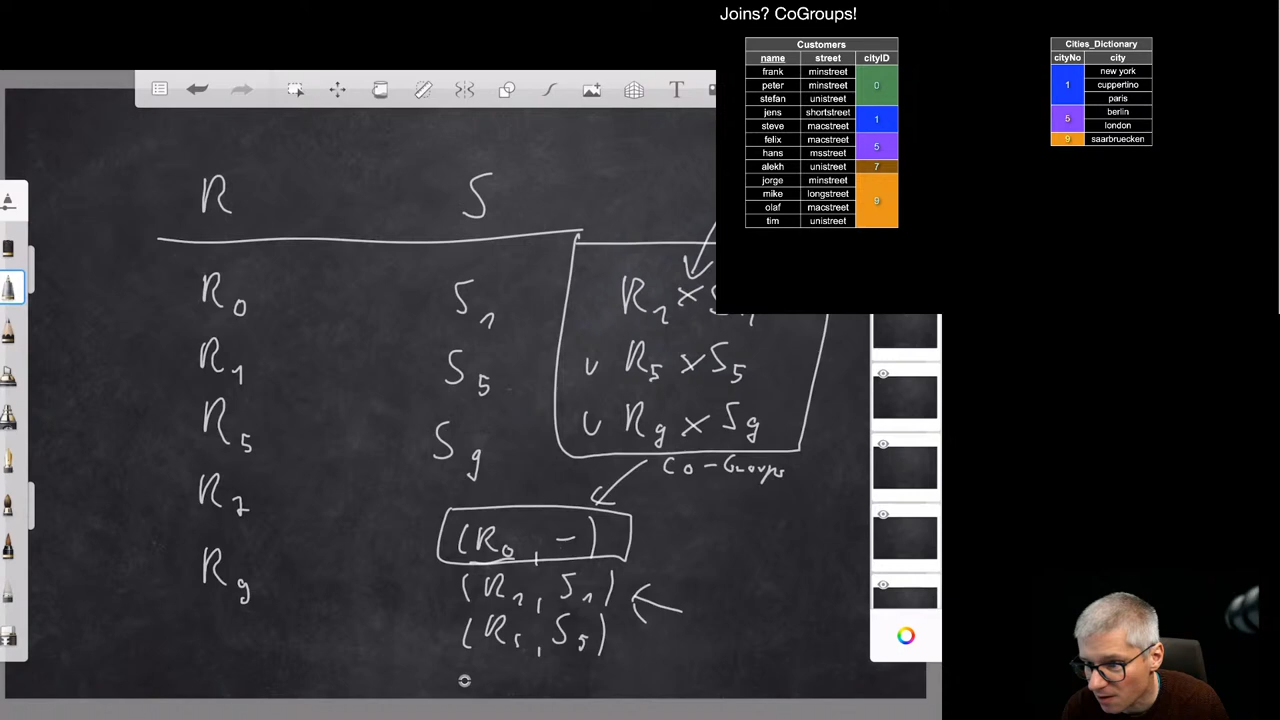 Joins? CoGroups!
Customers
name street cityID
frank minstreet
peter minstreet 0
stefan unistreet
jens shortstreet
steve macstreet 1
felix macstreet
hans msstreet 5
alekh unistreet 7
jorge minstreet
mike longstreet
olaf macstreet 9
tim unistreet
Cities_Dictionary
cityNo city
new york
1 cuppertino
paris
berlin
5 london
9 saarbruecken
T
R S
R0 S1 R1 ×
R1 S5 ∪ R5 × S5
R5 S9 ∪ R9 × S9
Co-Groups
R7
(R0, -)
R9
(R1, S1)
(R5, S5)